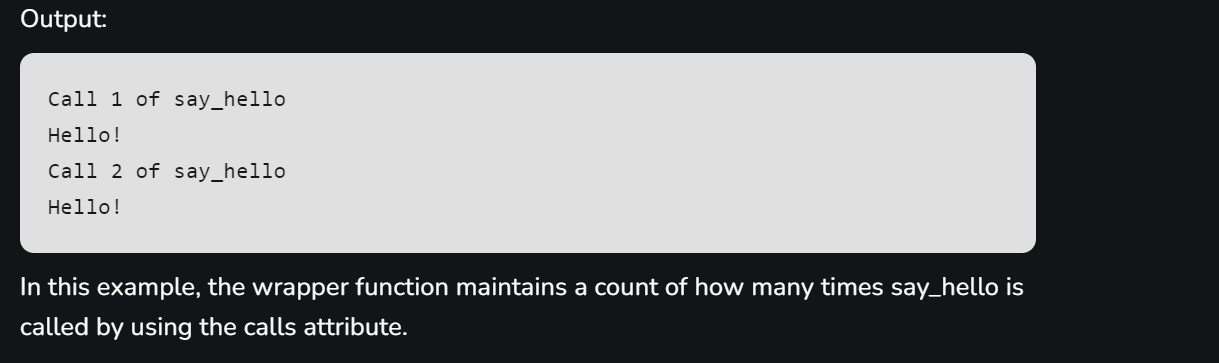 Output:
Call 1 of say_hello
Hello!
Call 2 of say_hello
Hello!
In this example, the wrapper function maintains a count of how many times say_hello is
called by using the calls attribute.